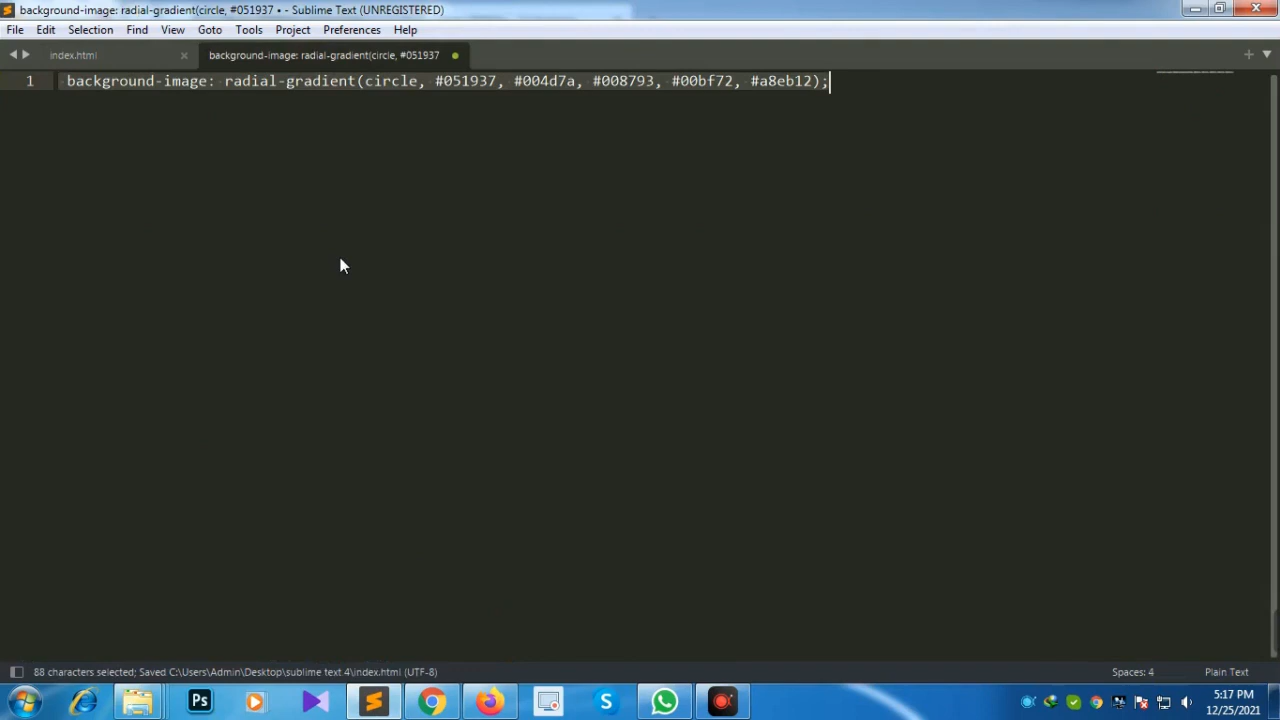 background-image: radial-gradient(circle, #051937 • - Sublime Text (UNREGISTERED)
File Edit Selection Find View Goto Tools Project Preferences Help
index.html background-image: radial-gradient(circle, #051937
1 background-image: radial-gradient(circle, #051937, #004d7a, #008793, #00bf72, #a8eb12);
88 characters selected; Saved C:\Users\Admin\Desktop\sublime text 4\index.html (UTF-8) Spaces: 4 Plain Text
Ps S 5:17 PM
12/25/2021